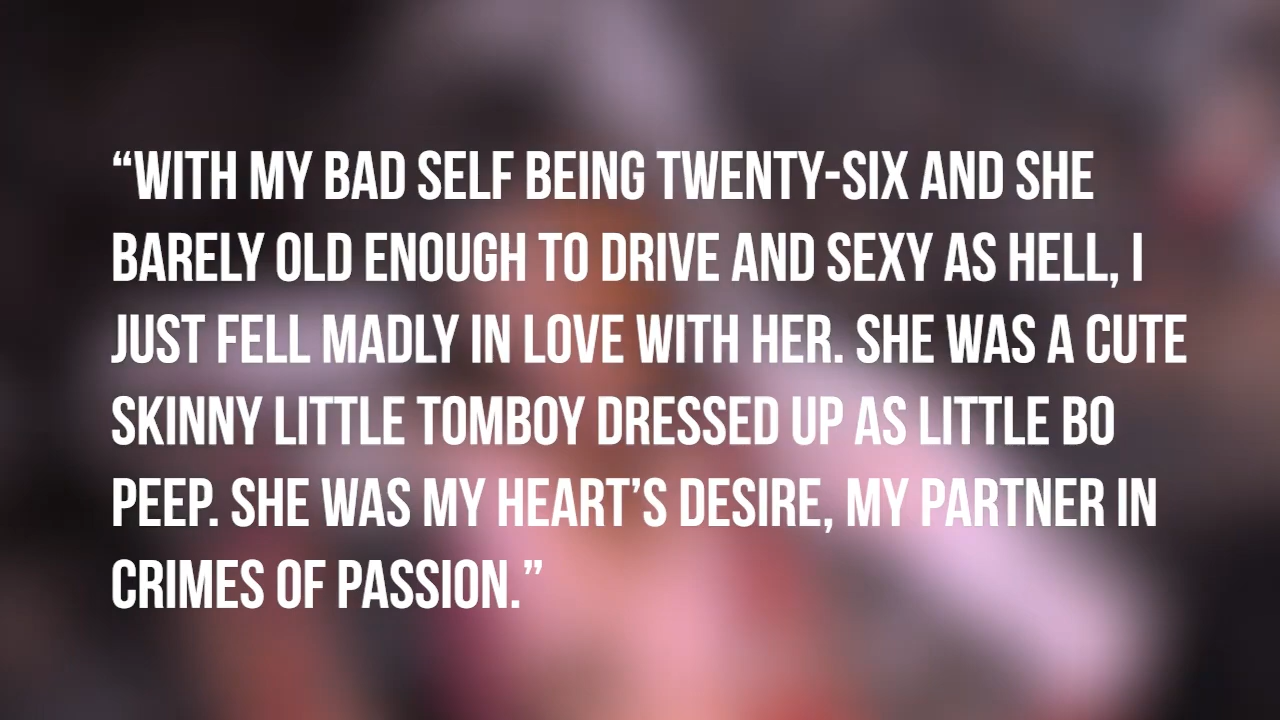 “WITH MY BAD SELF BEING TWENTY-SIX AND SHE
BARELY OLD ENOUGH TO DRIVE AND SEXY AS HELL, I
JUST FELL MADLY IN LOVE WITH HER. SHE WAS A CUTE
SKINNY LITTLE TOMBOY DRESSED UP AS LITTLE BO
PEEP. SHE WAS MY HEART’S DESIRE, MY PARTNER IN
CRIMES OF PASSION.”